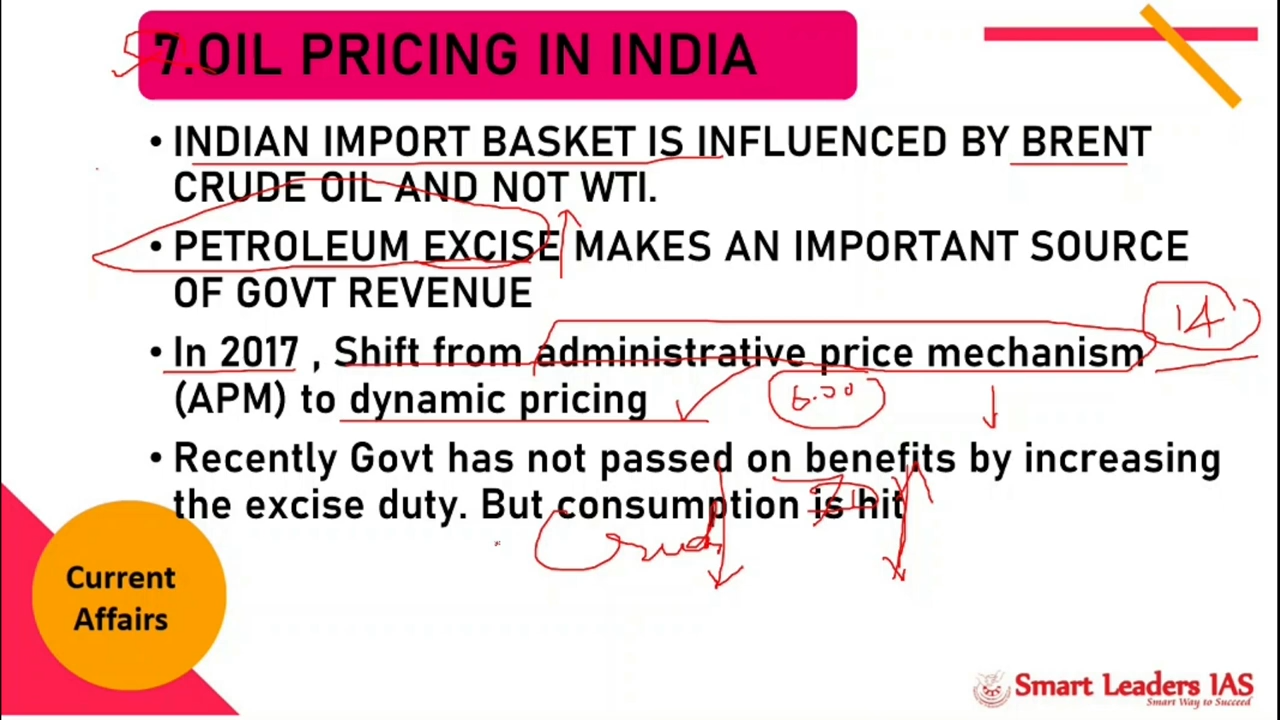 7.OIL PRICING IN INDIA
• INDIAN IMPORT BASKET IS INFLUENCED BY BRENT
CRUDE OIL AND NOT WTI.
• PETROLEUM EXCISE MAKES AN IMPORTANT SOURCE
OF GOVT REVENUE
14
• In 2017 , Shift from administrative price mechanism
(APM) to dynamic pricing
6.00
• Recently Govt has not passed on benefits by increasing
the excise duty. But consumption is hit
Crude
Current
Affairs
Smart Leaders IAS
Smart Way to Succeed